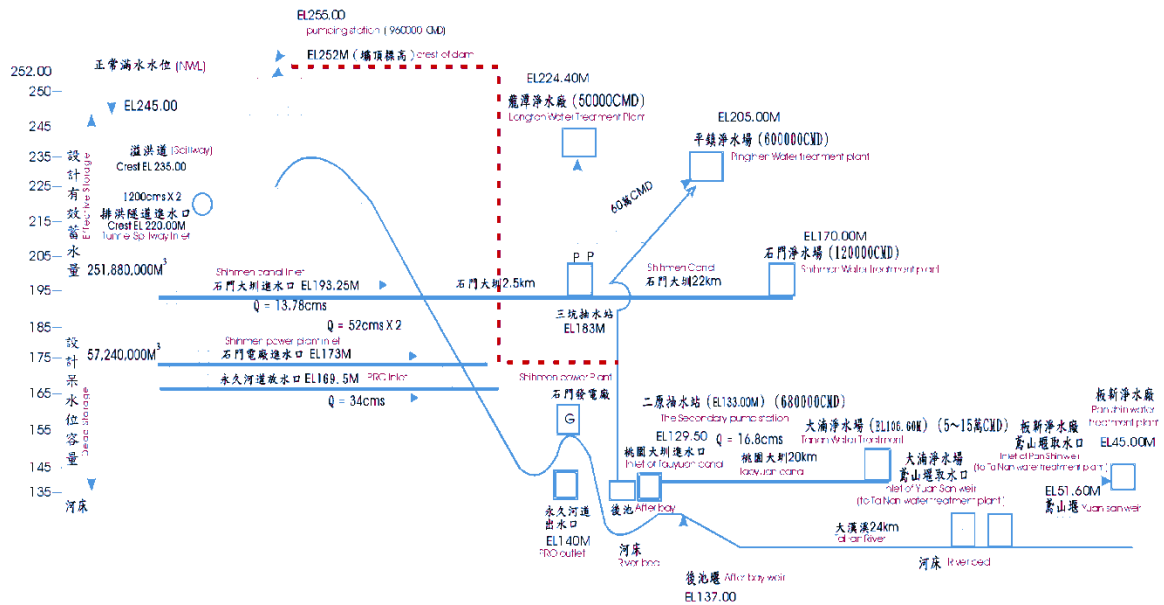 EL255.00
pumping station ( 960000 CMD)
EL252M (壩頂標高) crest of dam
正常滿水水位 (NWL)
252.00
250
EL245.00
245
235
225
215
205
195
185
175
165
155
145
135
河床
設計有效蓄水量
Effective Storage
251,880,000M³
設計呆水位容量
Dead Storage
57,240,000M³
溢洪道 (Spillway)
Crest EL 235.00
1200cms X 2
排洪隧道進水口
Crest EL 220.00M
Tunnel Spillway Inlet
EL224.40M
龍潭淨水廠 (50000CMD)
Longtan Water Treatment Plant
EL205.00M
平鎮淨水場 (600000CMD)
Pingzhen Water treatment plant
60萬CMD
EL170.00M
石門淨水場 (120000CMD)
Shihmen Water treatment plant
P P
Shihmen canal Inlet
石門大圳進水口 EL193.25M
石門大圳2.5km
Shihmen Canal
石門大圳22km
Q = 13.78cms
三坑抽水站
EL183M
Q = 52cms X 2
Shihmen power plant inlet
石門電廠進水口 EL173M
永久河道放水口 EL169.5M
PRO Inlet
Q = 34cms
Shihmen power Plant
石門發電廠
G
二原抽水站 (EL133.00M) (680000CMD)
The Secondary pump station
EL129.50
Q = 16.8cms
桃園大圳進水口
Inlet of Tauyuan canal
桃園大圳20km
Taoyuan canal
大湳淨水場 (EL106.60M) (5~15萬CMD)
Tanan Water Treatment
大湳淨水場
鳶山堰取水口
Inlet of Yuan San weir
(to Ta Nan water treatment plant)
板新淨水廠
鳶山堰取水口
Inlet of Pan Shin weir
(to Ta Nan water treatment plant)
板新淨水廠
Pan shin water
treatment plant
EL45.00M
EL51.60M
鳶山堰 Yuan san weir
永久河道
出水口
EL140M
PRO outlet
後池
After bay
河床
River bed
後池堰 After bay weir
EL137.00
大漢溪24km
河床 River bed